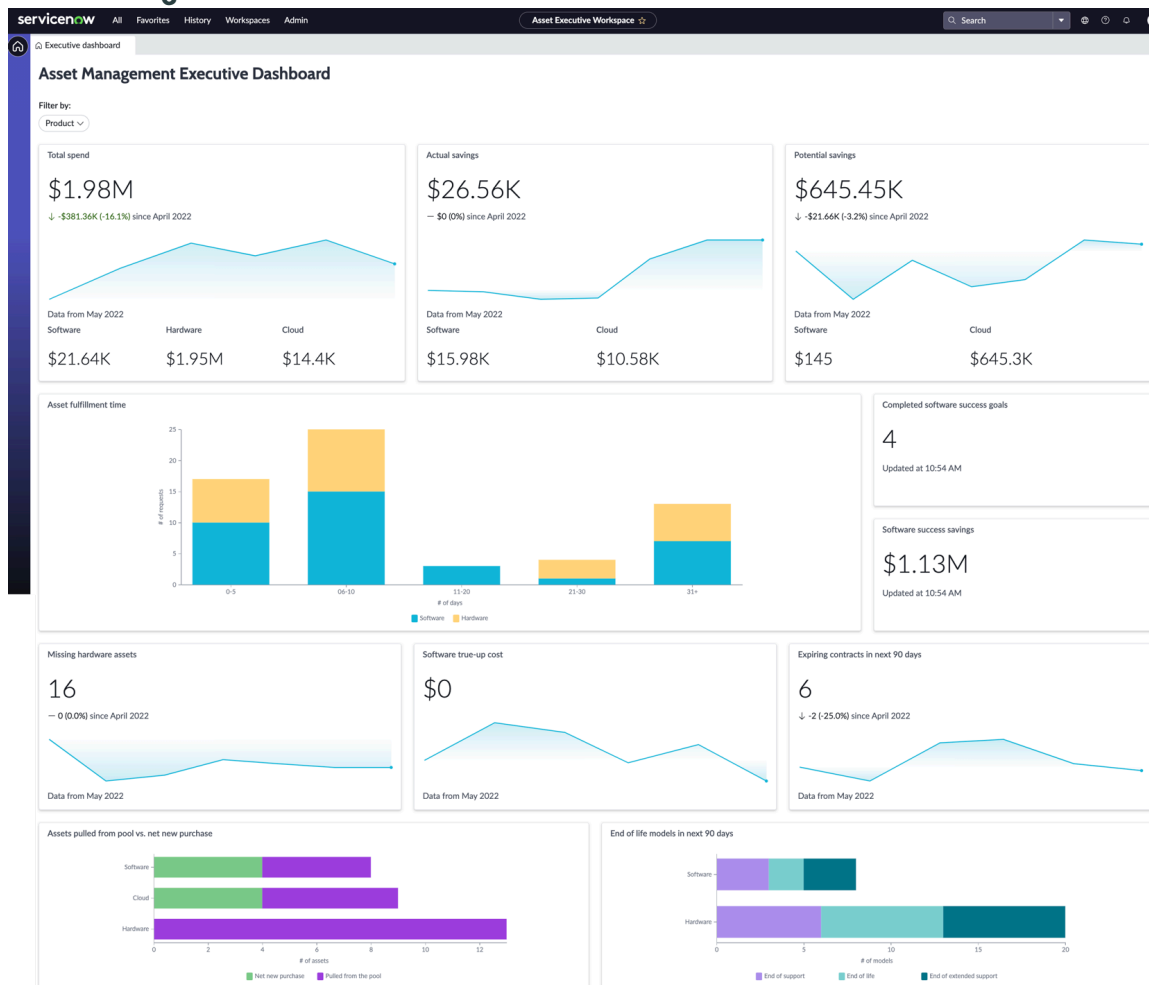 servicenow All Favorites History Workspaces Admin Asset Executive Workspace ☆ Search
Executive dashboard
Asset Management Executive Dashboard
Filter by:
Product
Total spend
$1.98M
↓ -$381.36K (-16.1%) since April 2022
Data from May 2022
Software Hardware Cloud
$21.64K $1.95M $14.4K
Actual savings
$26.56K
— $0 (0%) since April 2022
Data from May 2022
Software Cloud
$15.98K $10.58K
Potential savings
$645.45K
↓ -$21.66K (-3.2%) since April 2022
Data from May 2022
Software Cloud
$145 $645.3K
Asset fulfillment time
25
20
15
10
5
0
# of requests
0-5 06-10 11-20 21-30 31+
# of days
Software Hardware
Completed software success goals
4
Updated at 10:54 AM
Software success savings
$1.13M
Updated at 10:54 AM
Missing hardware assets
16
— 0 (0.0%) since April 2022
Data from May 2022
Software true-up cost
$0
Data from May 2022
Expiring contracts in next 90 days
6
↓ -2 (-25.0%) since April 2022
Data from May 2022
Assets pulled from pool vs. net new purchase
Software
Cloud
Hardware
0 2 4 6 8 10 12
# of assets
Net new purchase Pulled from the pool
End of life models in next 90 days
Software
Hardware
0 5 10 15 20
# of models
End of support End of life End of extended support